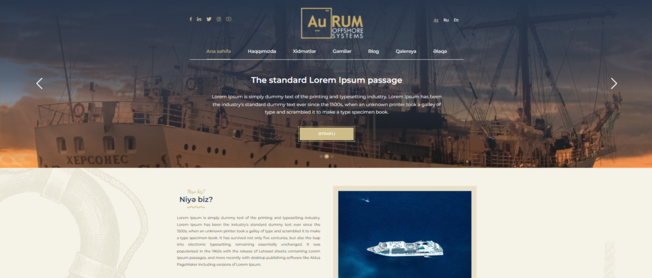 Au RUM
OFFSHORE
SYSTEMS
Az Ru En
Ana səhifə Haqqımızda Xidmətlər Gəmilər Blog Qalereya Əlaqə
The standard Lorem Ipsum passage
Lorem Ipsum is simply dummy text of the printing and typesetting industry. Lorem Ipsum has been
the industry's standard dummy text ever since the 1500s, when an unknown printer took a galley of
type and scrambled it to make a type specimen book.
ХЕРСОНЕС
Niyə biz?
Niyə biz?
Lorem Ipsum is simply dummy text of the printing and typesetting industry.
Lorem Ipsum has been the industry's standard dummy text ever since the
1500s, when an unknown printer took a galley of type and scrambled it to make
a type specimen book. It has survived not only five centuries, but also the leap
into electronic typesetting, remaining essentially unchanged. It was
popularised in the 1960s with the release of Letraset sheets containing Lorem
Ipsum passages, and more recently with desktop publishing software like Aldus
PageMaker including versions of Lorem Ipsum.